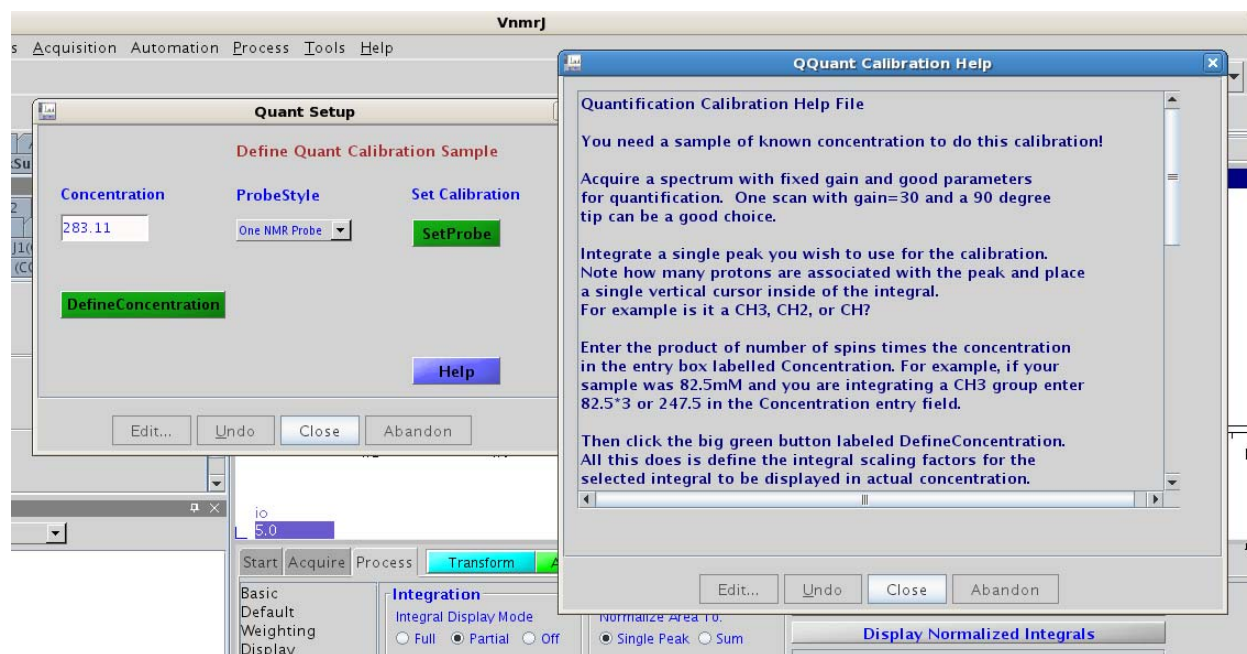 VnmrJ
s Acquisition Automation Process Tools Help
QQuant Calibration Help
Quant Setup
Define Quant Calibration Sample
Concentration ProbeStyle Set Calibration
283.11 One NMR Probe SetProbe
DefineConcentration
Help
Edit... Undo Close Abandon
Quantification Calibration Help File
You need a sample of known concentration to do this calibration!
Acquire a spectrum with fixed gain and good parameters
for quantification. One scan with gain=30 and a 90 degree
tip can be a good choice.
Integrate a single peak you wish to use for the calibration.
Note how many protons are associated with the peak and place
a single vertical cursor inside of the integral.
For example is it a CH3, CH2, or CH?
Enter the product of number of spins times the concentration
in the entry box labelled Concentration. For example, if your
sample was 82.5mM and you are integrating a CH3 group enter
82.5*3 or 247.5 in the Concentration entry field.
Then click the big green button labeled DefineConcentration.
All this does is define the integral scaling factors for the
selected integral to be displayed in actual concentration.
Edit... Undo Close Abandon
io
5.0
Start Acquire Process Transform
Basic
Default
Weighting
Display
Integration
Integral Display Mode
Full Partial Off
Normalize Area To:
Single Peak Sum
Display Normalized Integrals